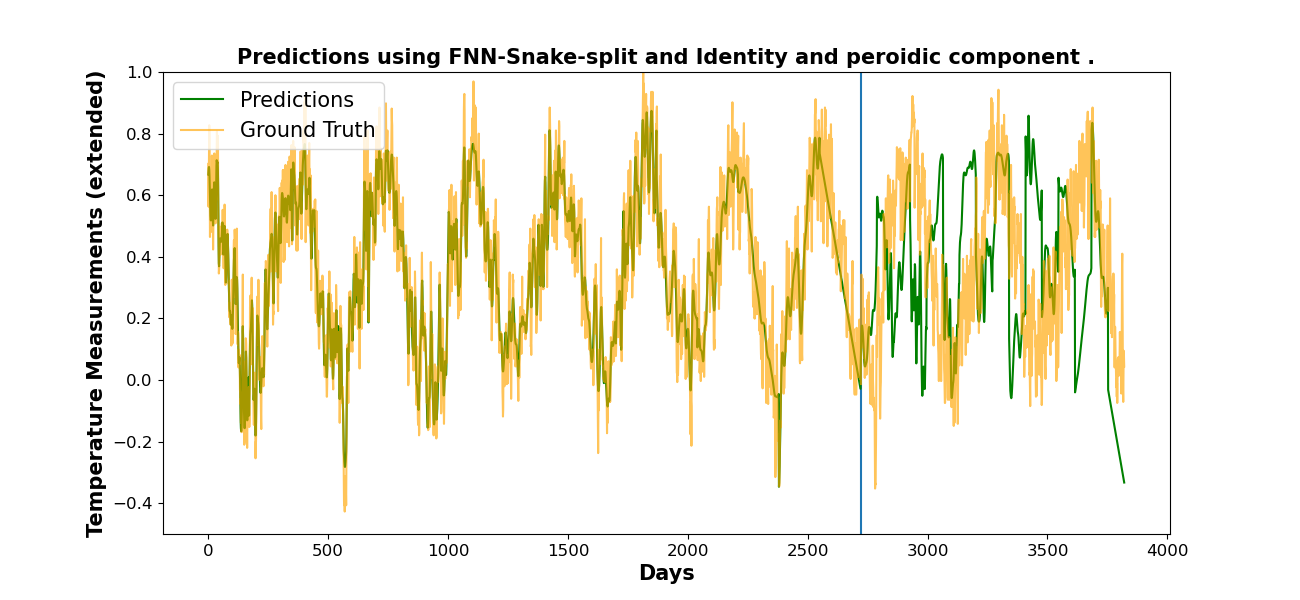 Predictions using FNN-Snake-split and Identity and peroidic component .
Temperature Measurements (extended)
1.0
0.8
0.6
0.4
0.2
0.0
−0.2
−0.4
Predictions
Ground Truth
0 500 1000 1500 2000 2500 3000 3500 4000
Days